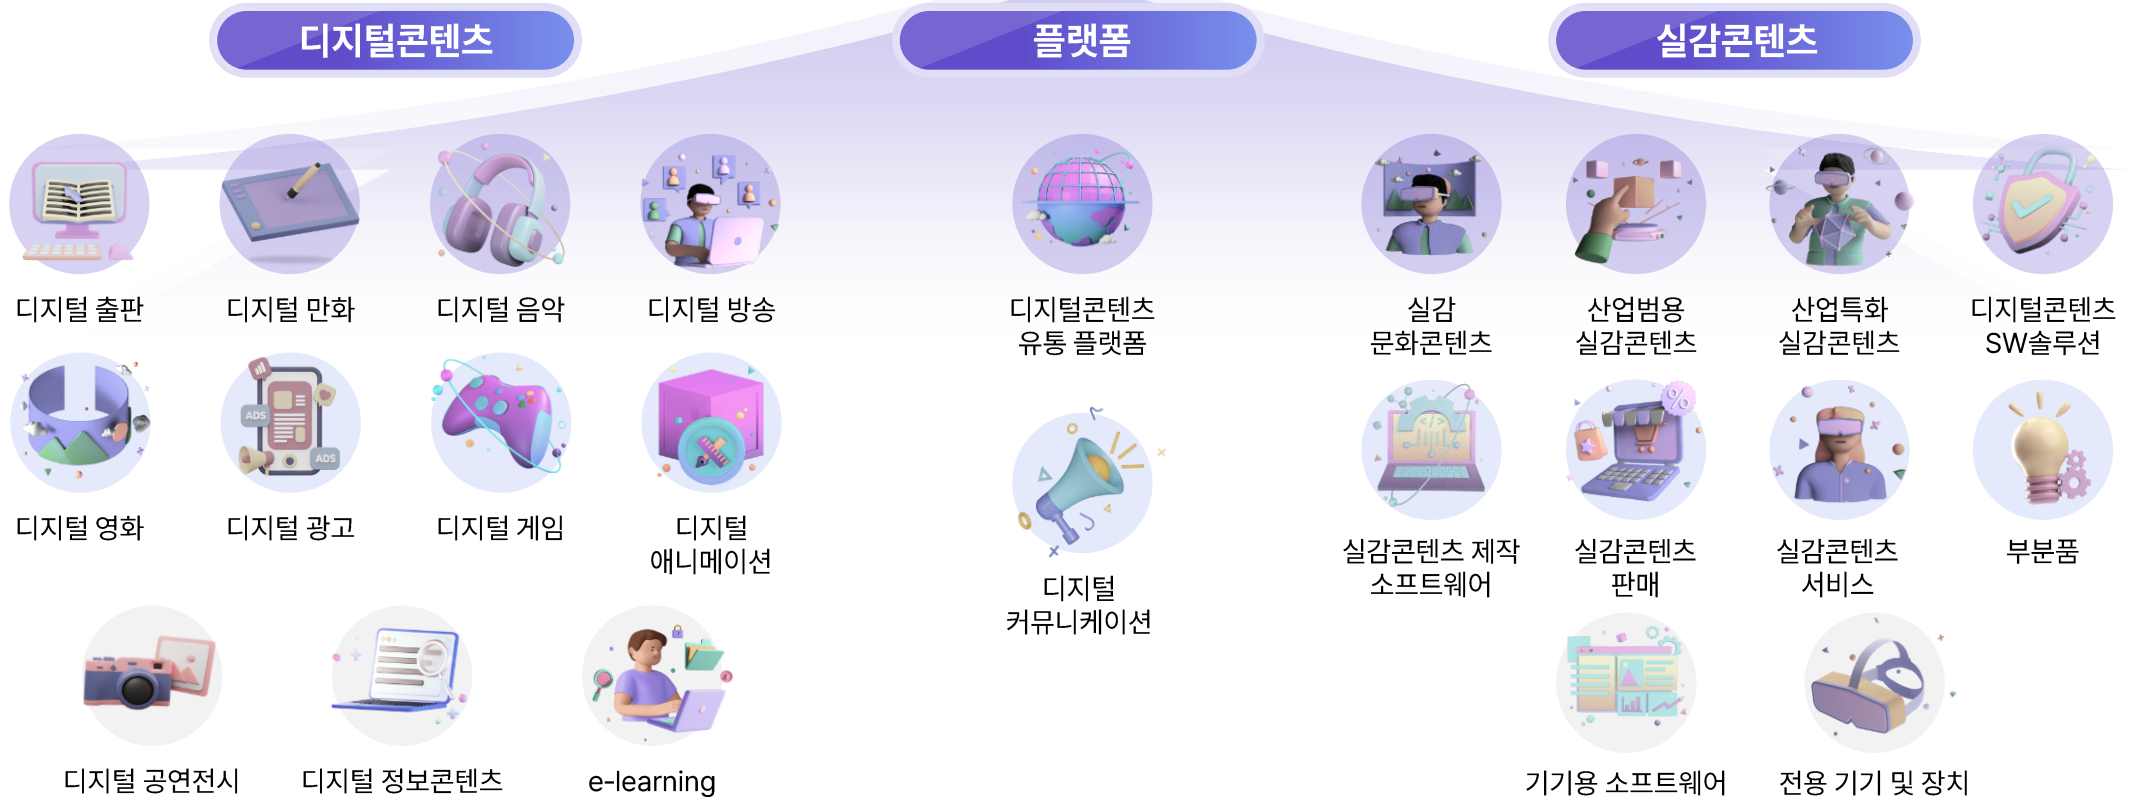 디지털콘텐츠
플랫폼
실감콘텐츠
디지털 출판
디지털 만화
디지털 음악
디지털 방송
디지털콘텐츠
유통 플랫폼
실감
문화콘텐츠
산업범용
실감콘텐츠
산업특화
실감콘텐츠
디지털콘텐츠
SW솔루션
ADS
ADS
%
</>
디지털 영화
디지털 광고
디지털 게임
디지털
애니메이션
디지털
커뮤니케이션
실감콘텐츠 제작
소프트웨어
실감콘텐츠
판매
실감콘텐츠
서비스
부분품
디지털 공연전시
디지털 정보콘텐츠
e-learning
기기용 소프트웨어
전용 기기 및 장치